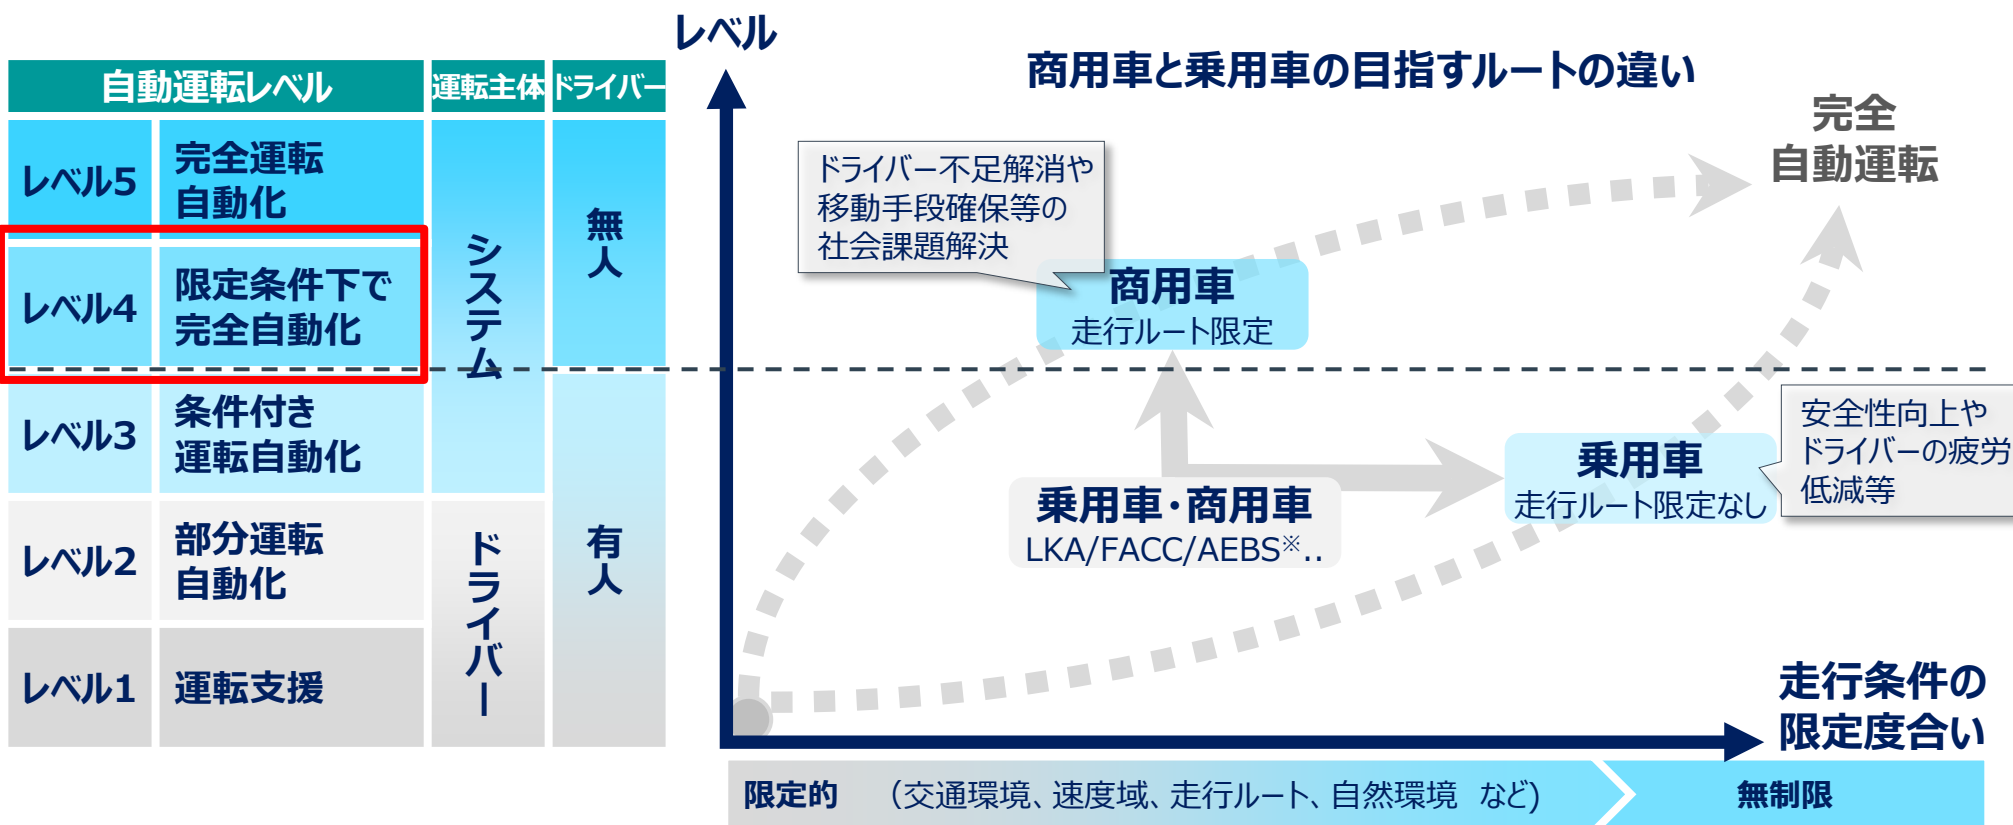 自動運転レベル 運転主体 ドライバー
レベル5
完全運転
自動化
レベル4
限定条件下で
完全自動化
レベル3
条件付き
運転自動化
レベル2
部分運転
自動化
レベル1
運転支援
システム
ドライバー
無人
有人
レベル
商用車と乗用車の目指すルートの違い
完全
自動運転
ドライバー不足解消や
移動手段確保等の
社会課題解決
商用車
走行ルート限定
乗用車・商用車
LKA/FACC/AEBS※..
乗用車
走行ルート限定なし
安全性向上や
ドライバーの疲労
低減等
走行条件の
限定度合い
限定的 （交通環境、速度域、走行ルート、自然環境 など) 無制限